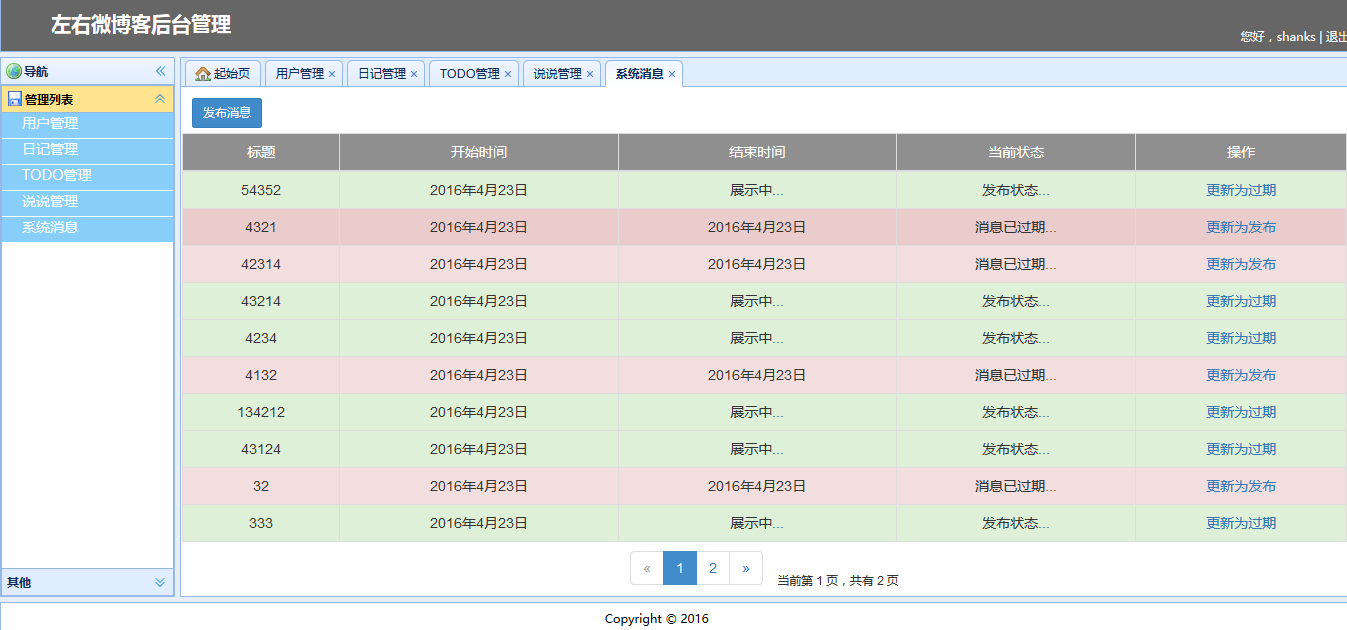 左右微博客后台管理
您好，shanks | 退出
导航
管理列表
用户管理
日记管理
TODO管理
说说管理
系统消息
其他
起始页 用户管理 × 日记管理 × TODO管理 × 说说管理 × 系统消息 ×
发布消息
标题 开始时间 结束时间 当前状态 操作
54352 2016年4月23日 展示中... 发布状态... 更新为过期
4321 2016年4月23日 2016年4月23日 消息已过期... 更新为发布
42314 2016年4月23日 2016年4月23日 消息已过期... 更新为发布
43214 2016年4月23日 展示中... 发布状态... 更新为过期
4234 2016年4月23日 展示中... 发布状态... 更新为过期
4132 2016年4月23日 2016年4月23日 消息已过期... 更新为发布
134212 2016年4月23日 展示中... 发布状态... 更新为过期
43124 2016年4月23日 展示中... 发布状态... 更新为过期
32 2016年4月23日 2016年4月23日 消息已过期... 更新为发布
333 2016年4月23日 展示中... 发布状态... 更新为过期
« 1 2 » 当前第 1 页，共有 2 页
Copyright © 2016